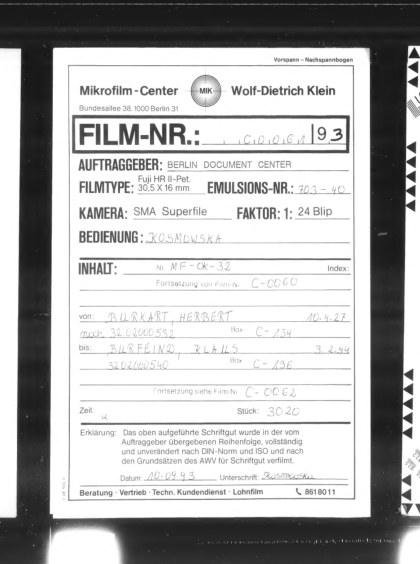 Vorspann – Nachspannbogen
Mikrofilm-Center MIK Wolf-Dietrich Klein
Bundesallee 38, 1000 Berlin 31
FILM-NR.: C0061 93
AUFTRAGGEBER: BERLIN DOCUMENT CENTER
FILMTYPE: Fuji HR II-Pet. 30,5 X 16 mm EMULSIONS-NR.: 703-40
KAMERA: SMA Superfile FAKTOR: 1: 24 Blip
BEDIENUNG: KOSMOWSKA
INHALT: Nr. MF-OK-32 Index:
Fortsetzung von Film-Nr. C-0060
von: BURKART, HERBERT 10.4.27
noch 3202000532 Box C-134
bis: BURFEIND, KLAUS 3.2.94
3202000540 Box C-136
Fortsetzung siehe Film-Nr. C-0062
Zeit: Stück: 3020
Erklärung: Das oben aufgeführte Schriftgut wurde in der vom
Auftraggeber übergebenen Reihenfolge, vollständig
und unverändert nach DIN-Norm und ISO und nach
den Grundsätzen des AWV für Schriftgut verfilmt.
Datum: 10.09.93 Unterschrift: Kosmowska
Beratung · Vertrieb · Techn. Kundendienst · Lohnfilm 8618011